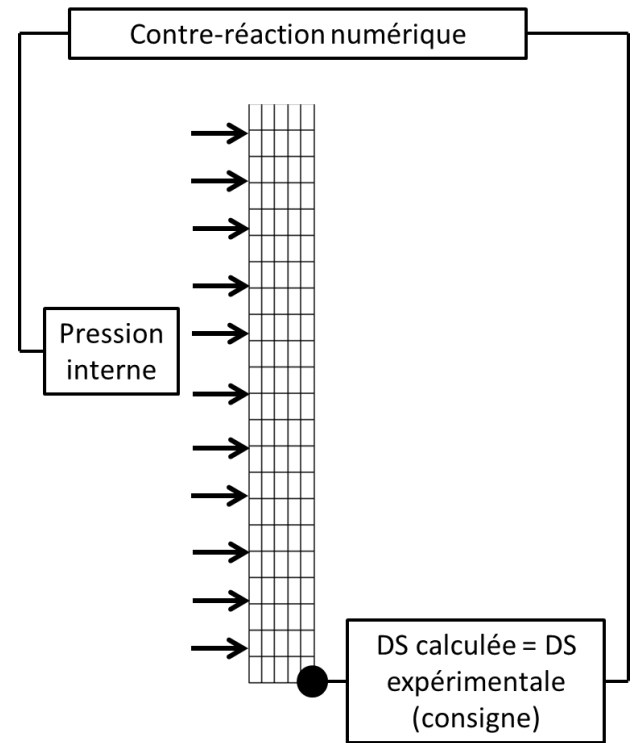 Contre-réaction numérique
Pression
interne
DS calculée = DS
expérimentale
(consigne)